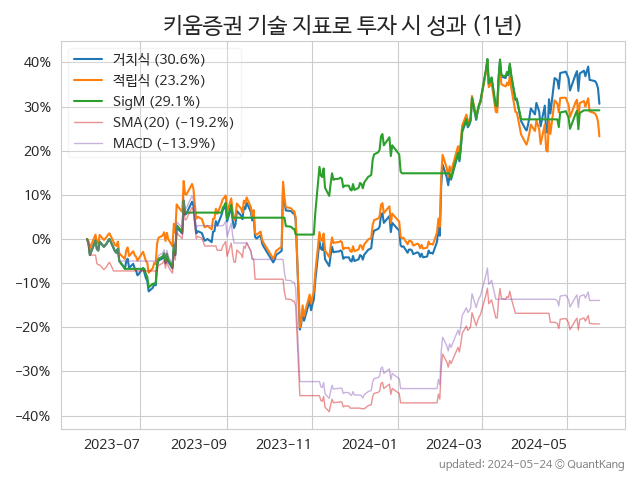 키움증권 기술 지표로 투자 시 성과 (1년)
거치식 (30.6%)
적립식 (23.2%)
SigM (29.1%)
SMA(20) (−19.2%)
MACD (−13.9%)
40%
30%
20%
10%
0%
−10%
−20%
−30%
−40%
2023-07
2023-09
2023-11
2024-01
2024-03
2024-05
updated: 2024-05-24 © QuantKang